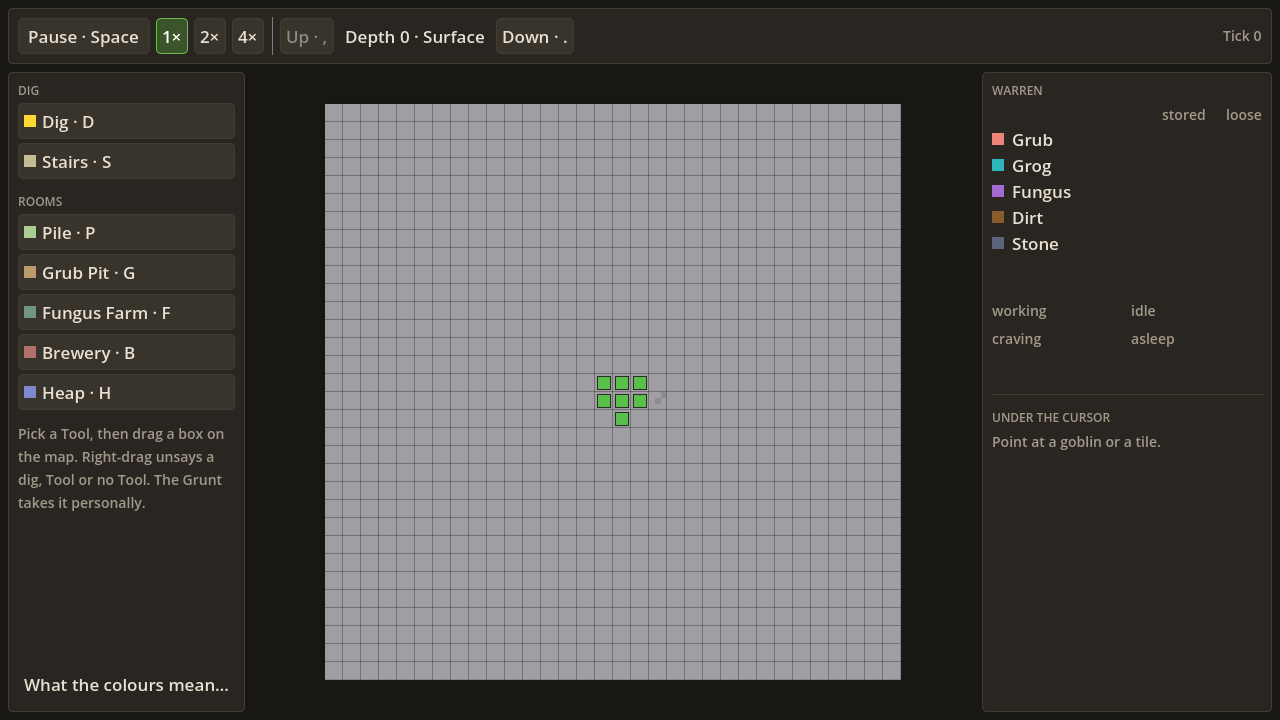 Pause · Space
1×
2×
4×
Up · ,
Depth 0 · Surface
Down · .
Tick 0
DIG
Dig · D
Stairs · S
ROOMS
Pile · P
Grub Pit · G
Fungus Farm · F
Brewery · B
Heap · H
Pick a Tool, then drag a box on
the map. Right-drag unsays a
dig, Tool or no Tool. The Grunt
takes it personally.
What the colours mean...
WARREN
stored loose
Grub
Grog
Fungus
Dirt
Stone
working idle
craving asleep
UNDER THE CURSOR
Point at a goblin or a tile.